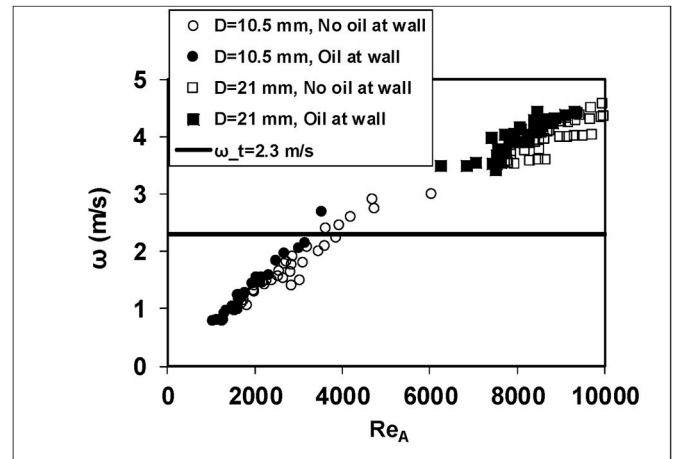 D=10.5 mm, No oil at wall
D=10.5 mm, Oil at wall
D=21 mm, No oil at wall
D=21 mm, Oil at wall
ω_t=2.3 m/s
5
4
3
2
1
0
ω (m/s)
0 2000 4000 6000 8000 10000
Re_A